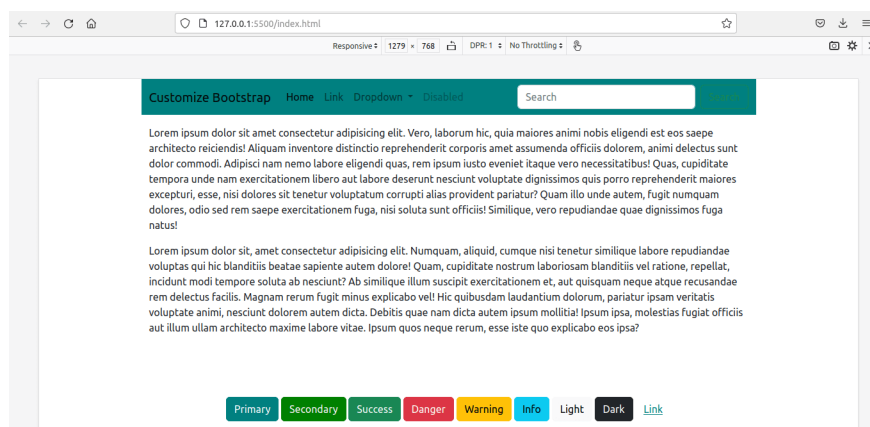 127.0.0.1:5500/index.html
Responsive 1279 × 768 DPR: 1 No Throttling
Customize Bootstrap Home Link Dropdown Disabled Search
Lorem ipsum dolor sit amet consectetur adipisicing elit. Vero, laborum hic, quia maiores animi nobis eligendi est eos saepe
architecto reiciendis! Aliquam inventore distinctio reprehenderit corporis amet assumenda officiis dolorem, animi delectus sunt
dolor commodi. Adipisci nam nemo labore eligendi quas, rem ipsum iusto eveniet itaque vero necessitatibus! Quas, cupiditate
tempora unde nam exercitationem libero aut labore deserunt nesciunt voluptate dignissimos quis porro reprehenderit maiores
excepturi, esse, nisi dolores sit tenetur voluptatum corrupti alias provident pariatur? Quam illo unde autem, fugit numquam
dolores, odio sed rem saepe exercitationem fuga, nisi soluta sunt officiis! Similique, vero repudiandae quae dignissimos fuga
natus!
Lorem ipsum dolor sit, amet consectetur adipisicing elit. Numquam, aliquid, cumque nisi tenetur similique labore repudiandae
voluptas qui hic blanditiis beatae sapiente autem dolore! Quam, cupiditate nostrum laboriosam blanditiis vel ratione, repellat,
incidunt modi tempore soluta ab nesciunt? Ab similique illum suscipit exercitationem et, aut quisquam neque atque recusandae
rem delectus facilis. Magnam rerum fugit minus explicabo vel! Hic quibusdam laudantium dolorum, pariatur ipsam veritatis
voluptate animi, nesciunt dolorem autem dicta. Debitis quae nam dicta autem ipsum mollitia! Ipsum ipsa, molestias fugiat officiis
aut illum ullam architecto maxime labore vitae. Ipsum quos neque rerum, esse iste quo explicabo eos ipsa?
Primary Secondary Success Danger Warning Info Light Dark Link